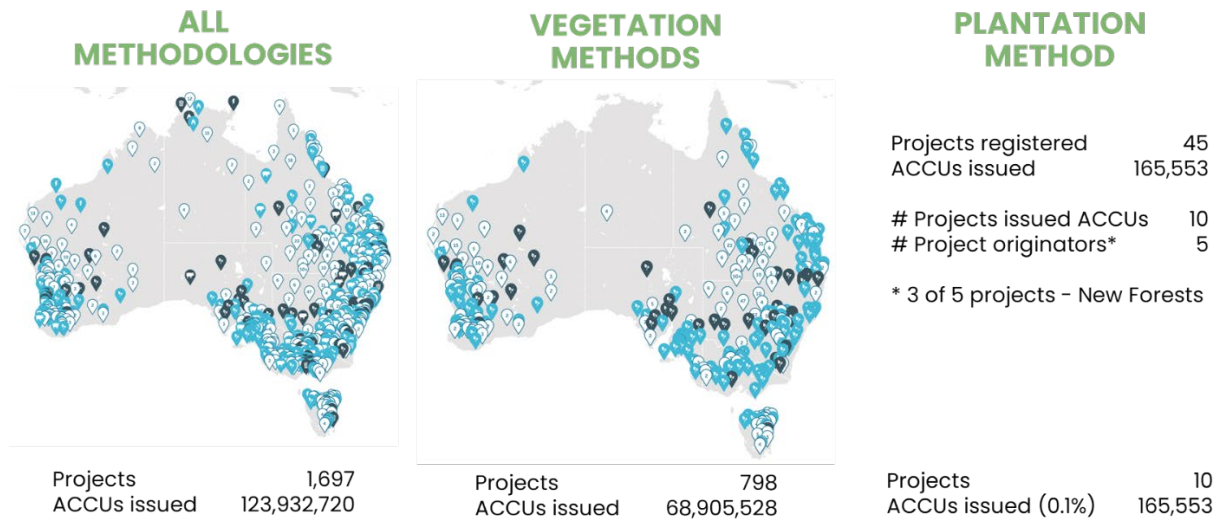 ALL
METHODOLOGIES
Projects 1,697
ACCUs issued 123,932,720
VEGETATION
METHODS
Projects 798
ACCUs issued 68,905,528
PLANTATION
METHOD
Projects registered 45
ACCUs issued 165,553
# Projects issued ACCUs 10
# Project originators* 5
* 3 of 5 projects - New Forests
Projects 10
ACCUs issued (0.1%) 165,553